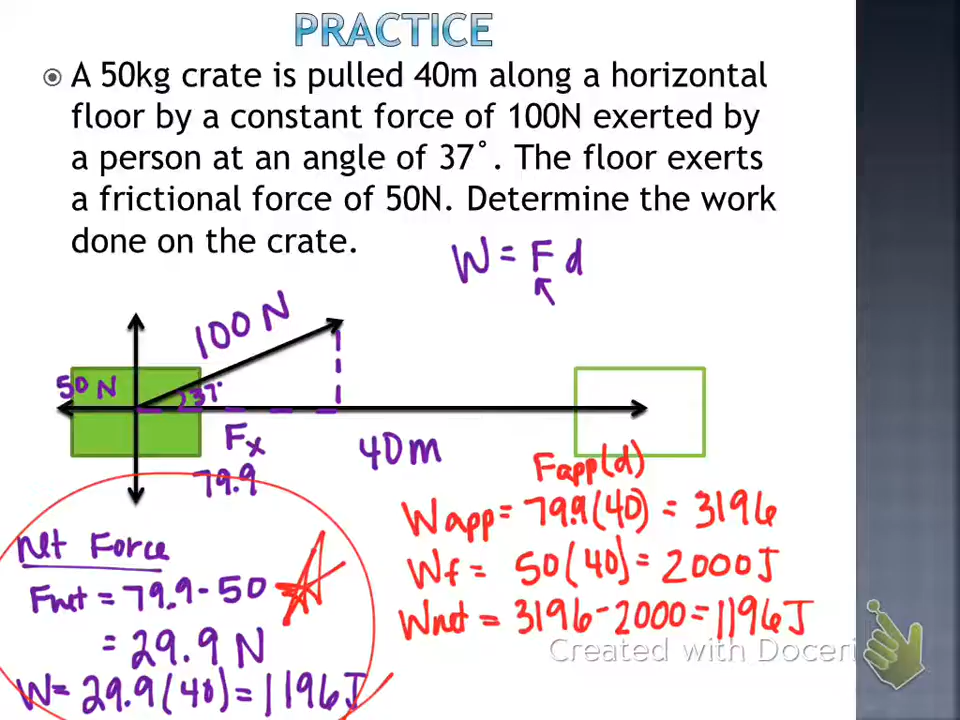 PRACTICE
A 50kg crate is pulled 40m along a horizontal
floor by a constant force of 100N exerted by
a person at an angle of 37˚. The floor exerts
a frictional force of 50N. Determine the work
done on the crate.
W = F d
100 N
50 N
37°
Fx
79.9
40m
Fapp(d)
Wapp = 79.9(40) = 3196
Wf = 50(40) = 2000J
Wnet = 3196-2000=1196J
Net Force
Fnet = 79.9-50
= 29.9 N
W= 29.9(40)=1196J
Created with Doceri